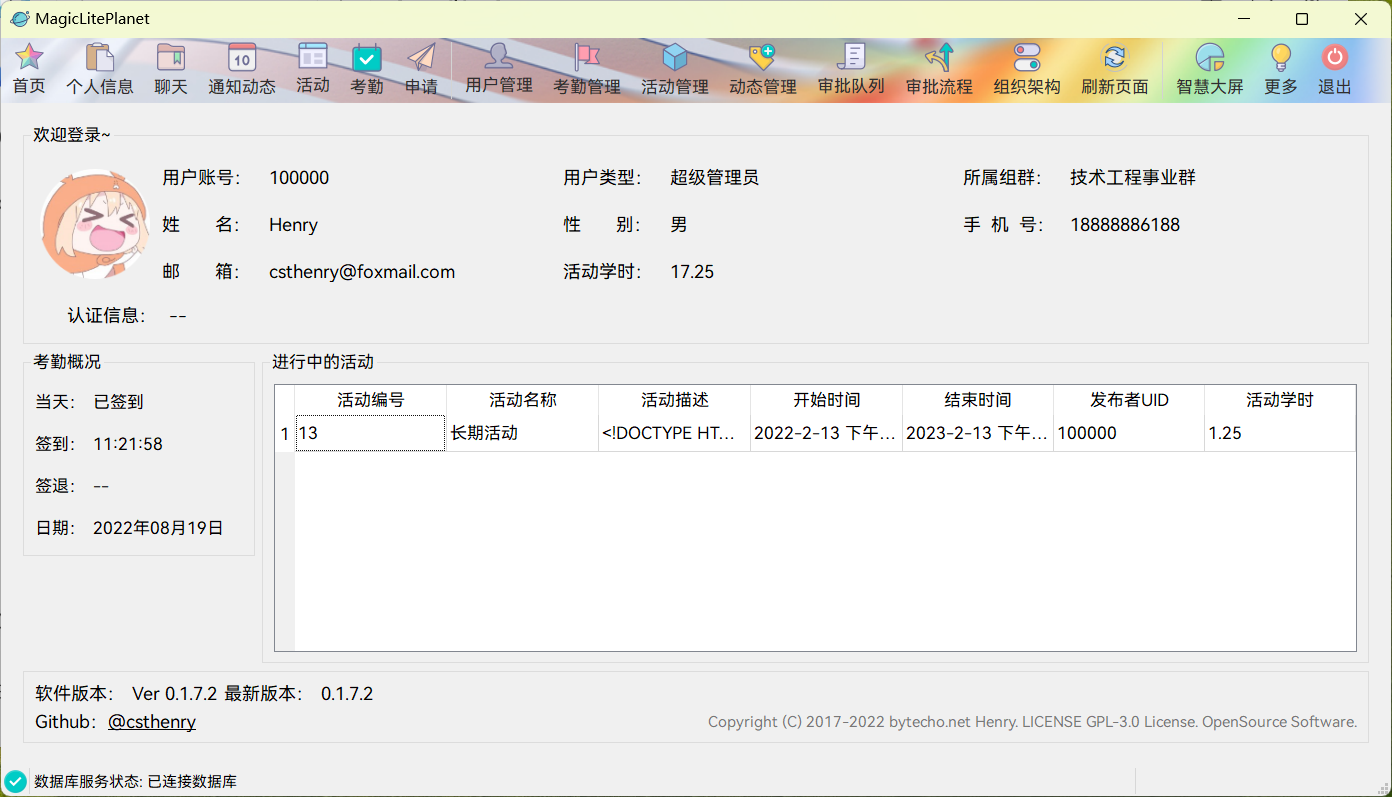 MagicLitePlanet
首页 个人信息 聊天 通知动态 活动 考勤 申请 用户管理 考勤管理 活动管理 动态管理 审批队列 审批流程 组织架构 刷新页面 智慧大屏 更多 退出
10
欢迎登录~
用户账号： 100000 用户类型： 超级管理员 所属组群： 技术工程事业群
姓 名： Henry 性 别： 男 手 机 号： 18888886188
邮 箱： csthenry@foxmail.com 活动学时： 17.25
认证信息： --
考勤概况
当天： 已签到
签到： 11:21:58
签退： --
日期： 2022年08月19日
进行中的活动
活动编号 活动名称 活动描述 开始时间 结束时间 发布者UID 活动学时
1 13 长期活动 <!DOCTYPE HT... 2022-2-13 下午... 2023-2-13 下午... 100000 1.25
软件版本： Ver 0.1.7.2 最新版本： 0.1.7.2
Github： @csthenry
Copyright (C) 2017-2022 bytecho.net Henry. LICENSE GPL-3.0 License. OpenSource Software.
数据库服务状态: 已连接数据库